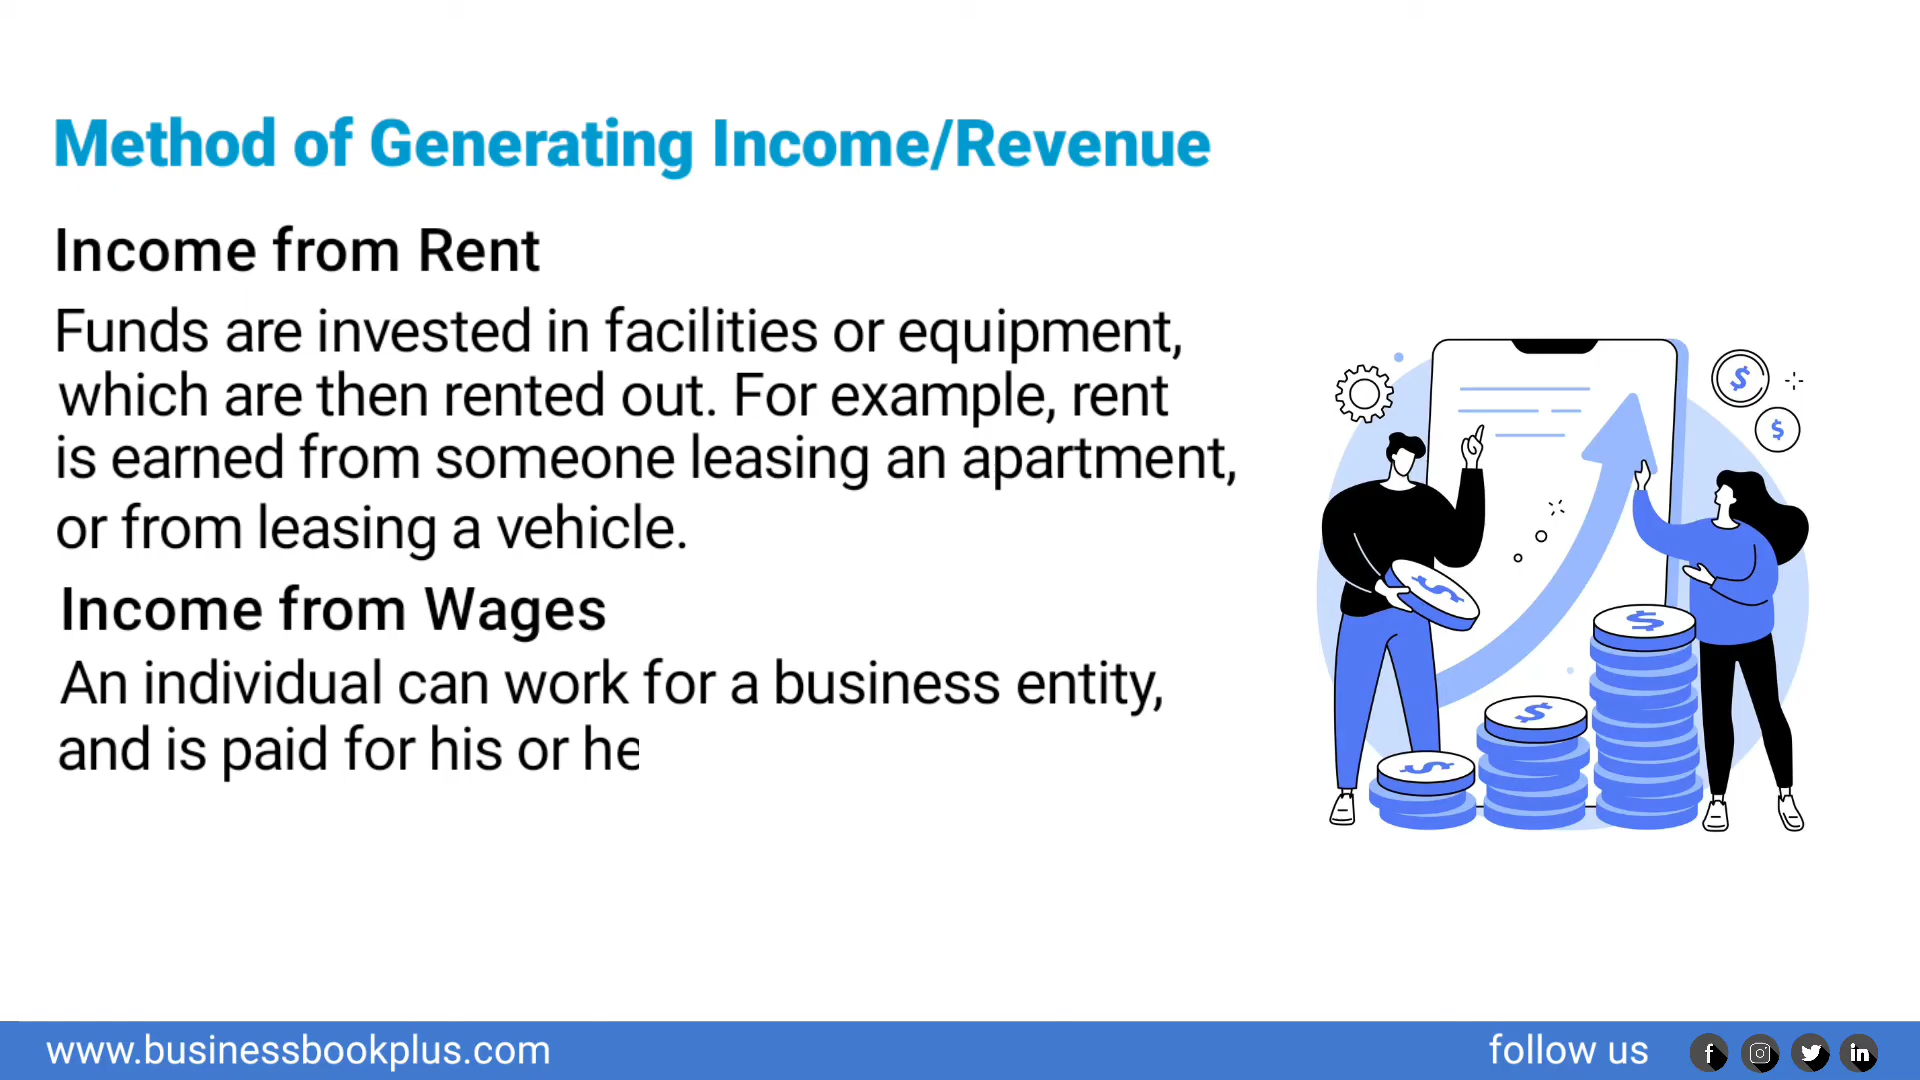 Method of Generating Income/Revenue
Income from Rent
Funds are invested in facilities or equipment,
which are then rented out. For example, rent
is earned from someone leasing an apartment,
or from leasing a vehicle.
Income from Wages
An individual can work for a business entity,
and is paid for his or he
$
$
$
$
$
$
www.businessbookplus.com
follow us